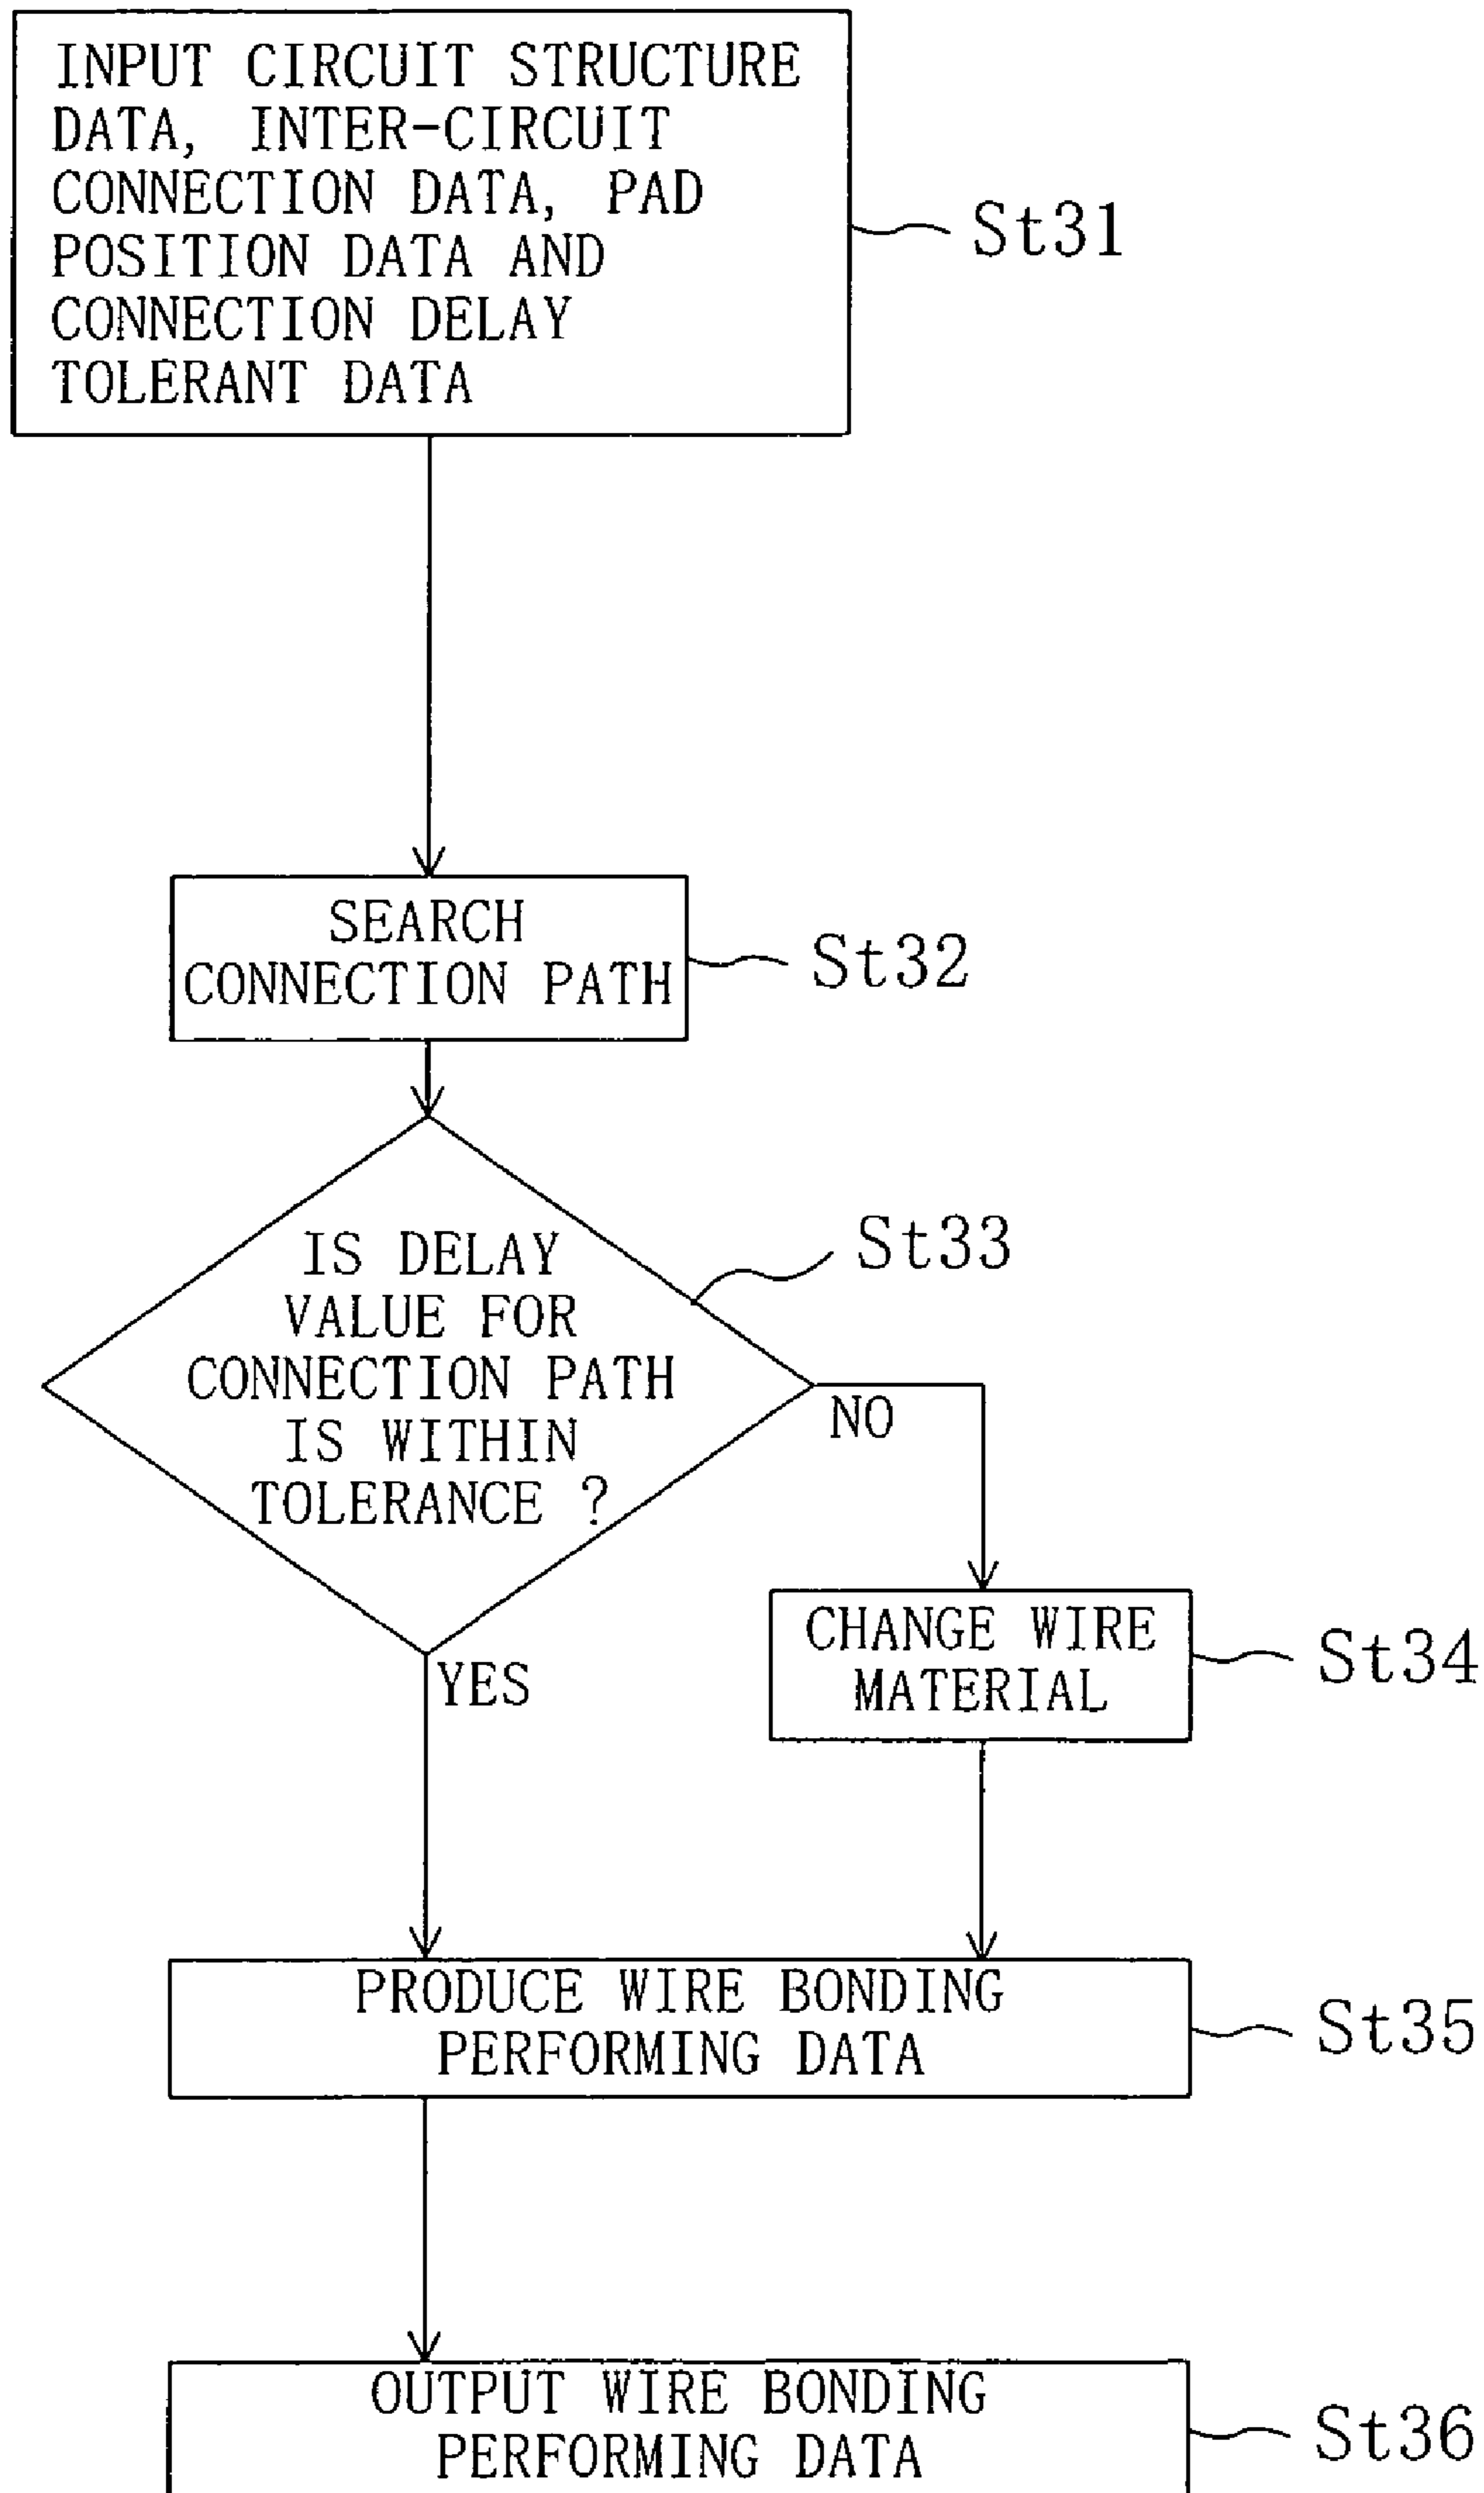 INPUT CIRCUIT STRUCTURE
DATA, INTER-CIRCUIT
CONNECTION DATA, PAD
POSITION DATA AND
CONNECTION DELAY
TOLERANT DATA
St31
SEARCH
CONNECTION PATH
St32
IS DELAY
VALUE FOR
CONNECTION PATH
IS WITHIN
TOLERANCE ?
St33
NO
YES
CHANGE WIRE
MATERIAL
St34
PRODUCE WIRE BONDING
PERFORMING DATA
St35
OUTPUT WIRE BONDING
PERFORMING DATA
St36